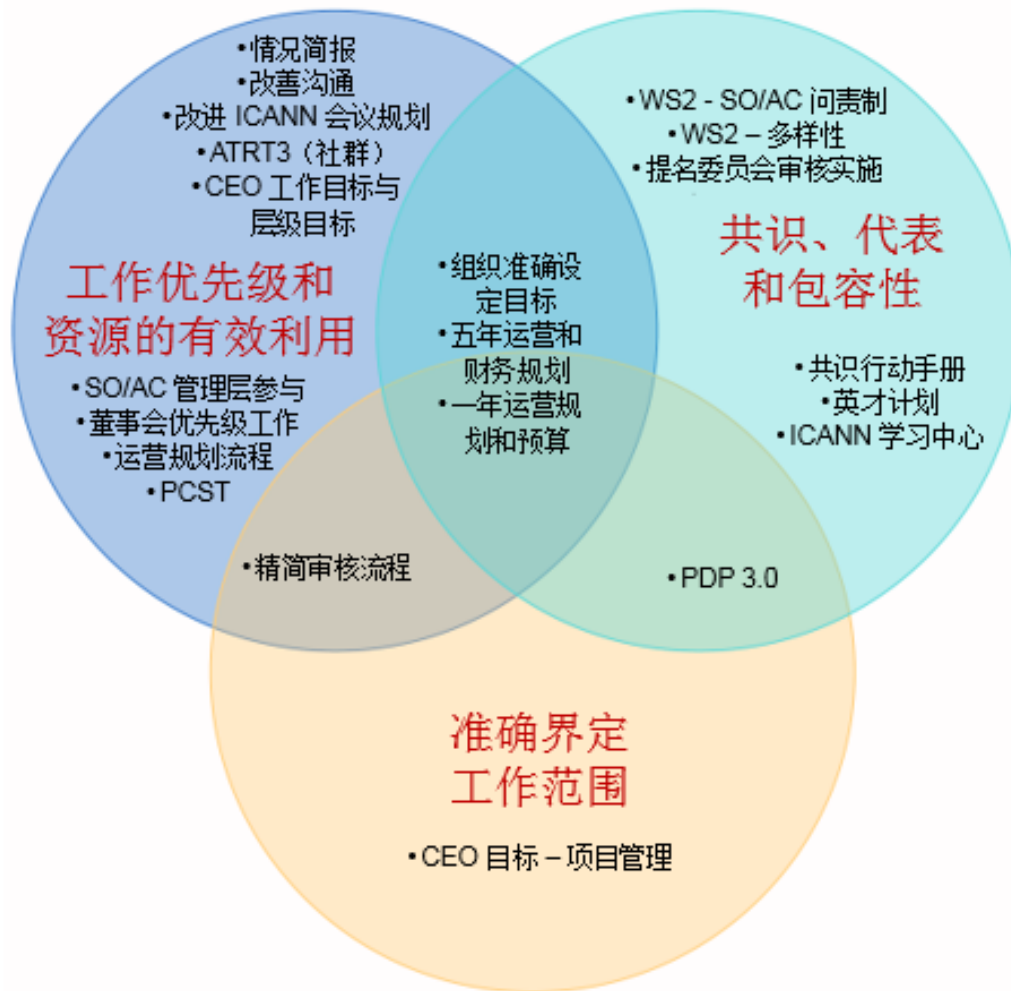 •情况简报
•改善沟通
•改进 ICANN 会议规划
•ATRT3（社群）
•CEO 工作目标与
层级目标
工作优先级和
资源的有效利用
•SO/AC 管理层参与
•董事会优先级工作
•运营规划流程
•PCST
•组织准确设
定目标
•五年运营和
财务规划
•一年运营规
划和预算
•WS2 - SO/AC 问责制
•WS2 – 多样性
•提名委员会审核实施
共识、代表
和包容性
•共识行动手册
•英才计划
•ICANN 学习中心
•精简审核流程
•PDP 3.0
准确界定
工作范围
•CEO 目标 – 项目管理